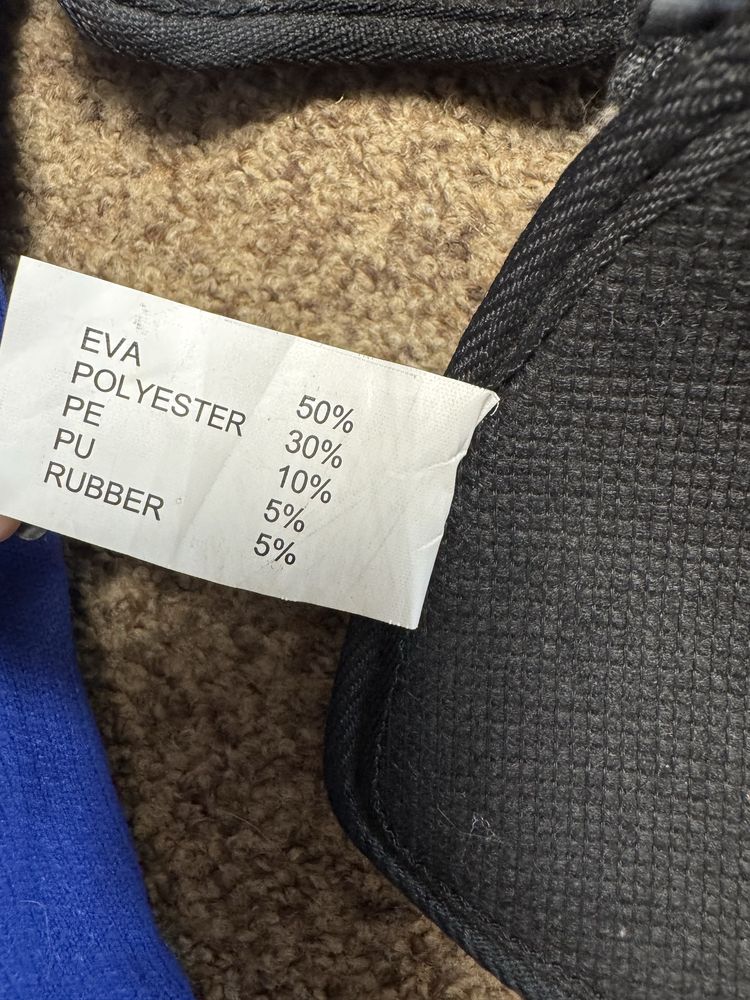 EVA 50%
POLYESTER 30%
PE 10%
PU 5%
RUBBER 5%